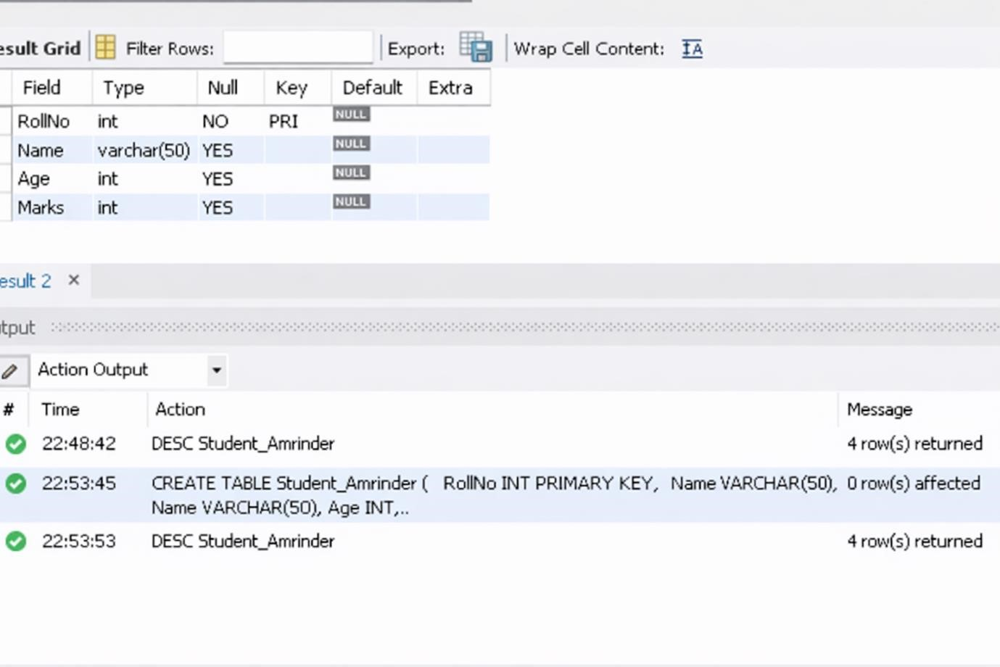 esult Grid Filter Rows: Export: Wrap Cell Content: IA
Field Type Null Key Default Extra
RollNo int NO PRI NULL
Name varchar(50) YES NULL
Age int YES NULL
Marks int YES NULL
esult 2 ×
tput
Action Output
# Time Action Message
22:48:42 DESC Student_Amrinder 4 row(s) returned
22:53:45 CREATE TABLE Student_Amrinder ( RollNo INT PRIMARY KEY, Name VARCHAR(50), 0 row(s) affected
Name VARCHAR(50), Age INT,..
22:53:53 DESC Student_Amrinder 4 row(s) returned